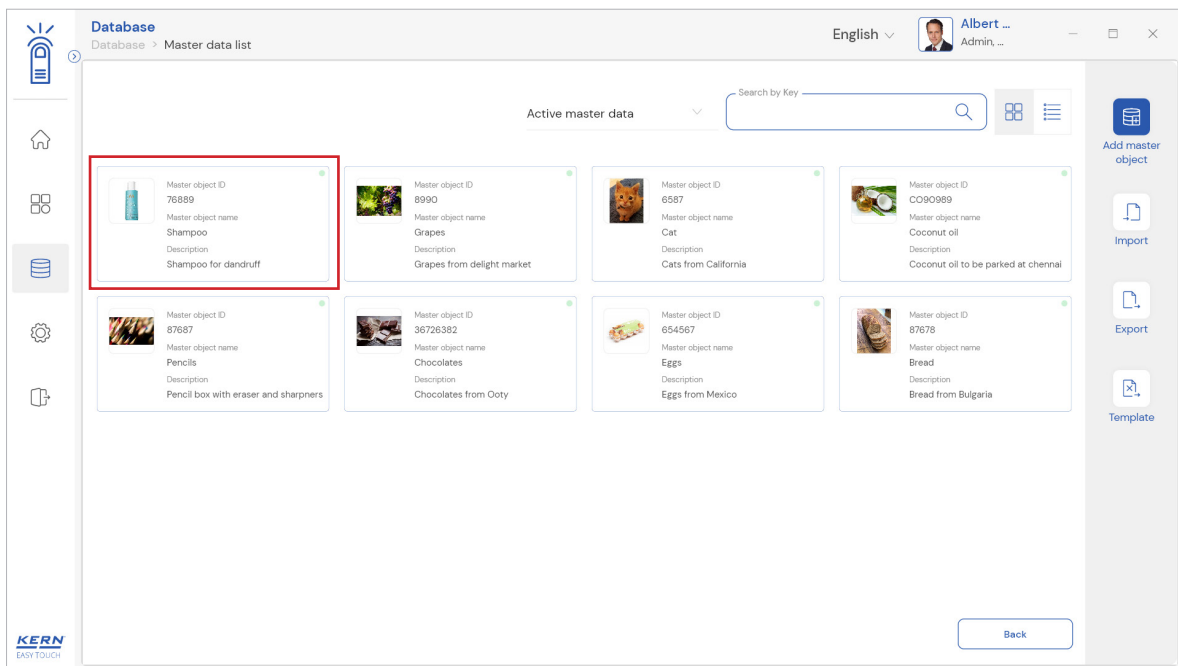 Database
Database > Master data list
English
Albert ...
Admin, ...
Active master data
Search by Key
Add master
object
Import
Export
Template
Master object ID
76889
Master object name
Shampoo
Description
Shampoo for dandruff
Master object ID
8990
Master object name
Grapes
Description
Grapes from delight market
Master object ID
6587
Master object name
Cat
Description
Cats from California
Master object ID
CO90989
Master object name
Coconut oil
Description
Coconut oil to be parked at chennai
Master object ID
87687
Master object name
Pencils
Description
Pencil box with eraser and sharpners
Master object ID
36726382
Master object name
Chocolates
Description
Chocolates from Ooty
Master object ID
654567
Master object name
Eggs
Description
Eggs from Mexico
Master object ID
87678
Master object name
Bread
Description
Bread from Bulgaria
Back
KERN
EASY TOUCH